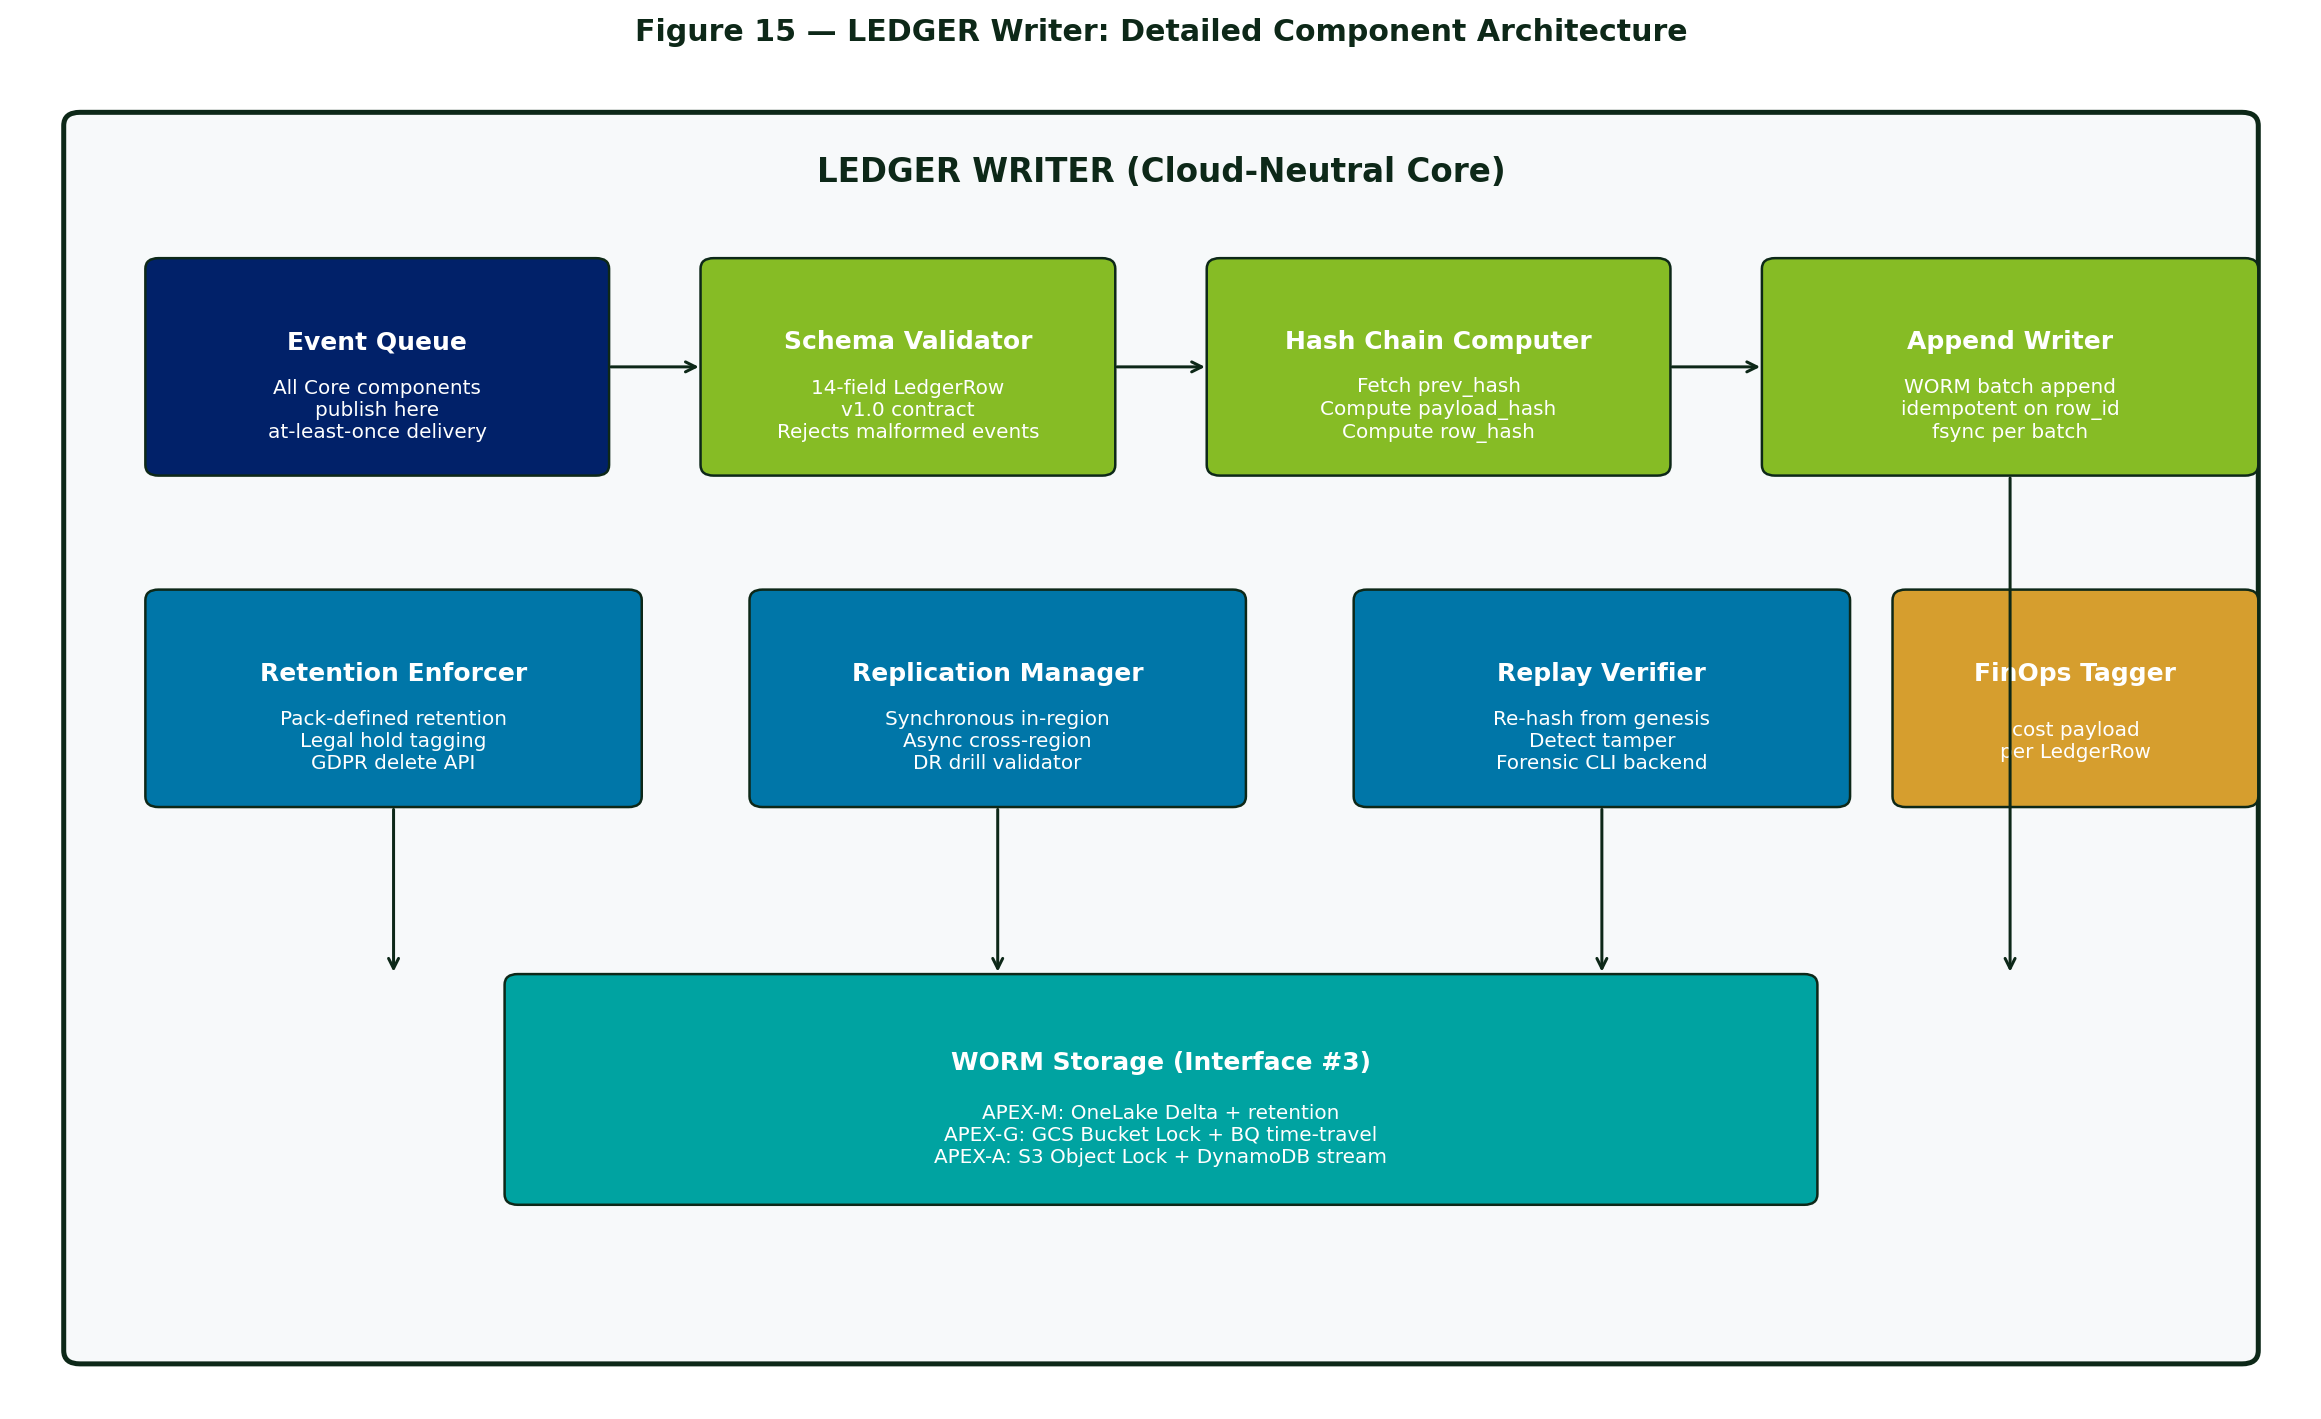 Figure 15 — LEDGER Writer: Detailed Component Architecture
LEDGER WRITER (Cloud-Neutral Core)
Event Queue
All Core components
publish here
at-least-once delivery
Schema Validator
14-field LedgerRow
v1.0 contract
Rejects malformed events
Hash Chain Computer
Fetch prev_hash
Compute payload_hash
Compute row_hash
Append Writer
WORM batch append
idempotent on row_id
fsync per batch
Retention Enforcer
Pack-defined retention
Legal hold tagging
GDPR delete API
Replication Manager
Synchronous in-region
Async cross-region
DR drill validator
Replay Verifier
Re-hash from genesis
Detect tamper
Forensic CLI backend
FinOps Tagger
cost payload
per LedgerRow
WORM Storage (Interface #3)
APEX-M: OneLake Delta + retention
APEX-G: GCS Bucket Lock + BQ time-travel
APEX-A: S3 Object Lock + DynamoDB stream